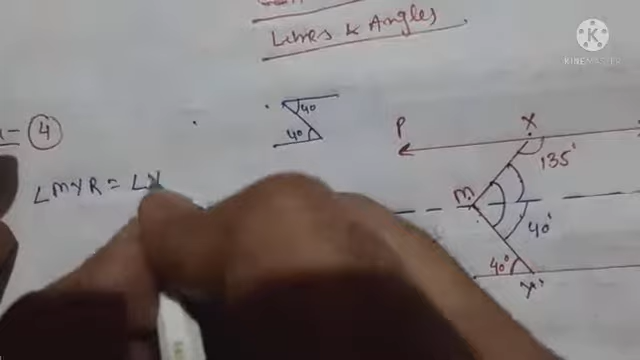 Lines & Angles
K
KINEMASTER
40
40
4
P
X
135°
∠MYR = ∠Y
M
40°
40°
Y